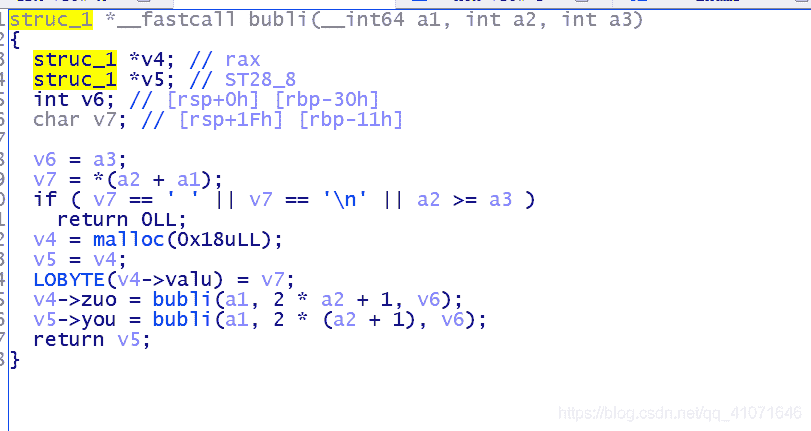 struc_1 *__fastcall bubli(__int64 a1, int a2, int a3)
{
struc_1 *v4; // rax
struc_1 *v5; // ST28_8
int v6; // [rsp+0h] [rbp-30h]
char v7; // [rsp+1Fh] [rbp-11h]
v6 = a3;
v7 = *(a2 + a1);
if ( v7 == ' ' || v7 == '\n' || a2 >= a3 )
return 0LL;
v4 = malloc(0x18uLL);
v5 = v4;
LOBYTE(v4->valu) = v7;
v4->zuo = bubli(a1, 2 * a2 + 1, v6);
v5->you = bubli(a1, 2 * (a2 + 1), v6);
return v5;
}
https://blog.csdn.net/qq_41071646